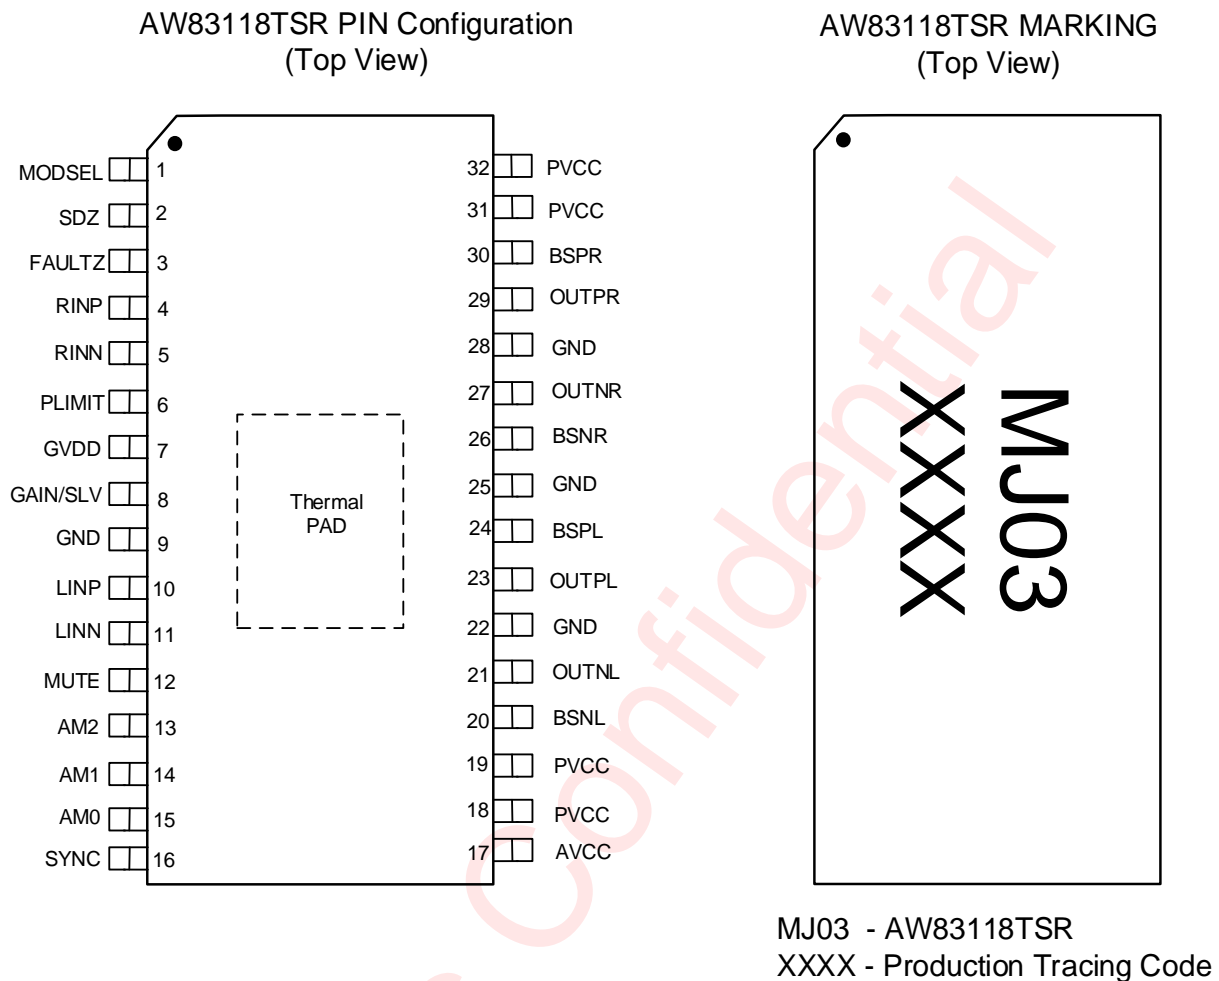 AW83118TSR PIN Configuration
(Top View)
MODSEL 1
SDZ 2
FAULTZ 3
RINP 4
RINN 5
PLIMIT 6
GVDD 7
GAIN/SLV 8
GND 9
LINP 10
LINN 11
MUTE 12
AM2 13
AM1 14
AM0 15
SYNC 16
Thermal
PAD
32 PVCC
31 PVCC
30 BSPR
29 OUTPR
28 GND
27 OUTNR
26 BSNR
25 GND
24 BSPL
23 OUTPL
22 GND
21 OUTNL
20 BSNL
19 PVCC
18 PVCC
17 AVCC
AW83118TSR MARKING
(Top View)
MJ03
XXXX
MJ03 - AW83118TSR
XXXX - Production Tracing Code
Confidential